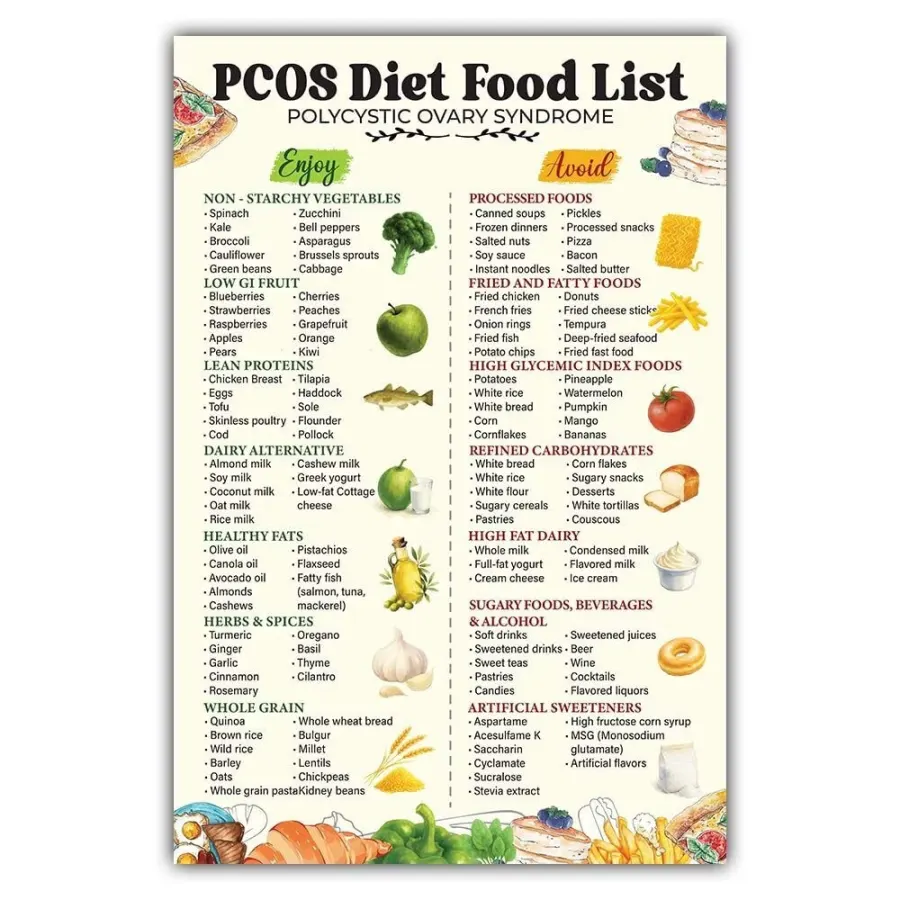 PCOS Diet Food List
POLYCYSTIC OVARY SYNDROME
Enjoy
NON - STARCHY VEGETABLES
• Spinach
• Kale
• Broccoli
• Cauliflower
• Green beans
• Zucchini
• Bell peppers
• Asparagus
• Brussels sprouts
• Cabbage
LOW GI FRUIT
• Blueberries
• Strawberries
• Raspberries
• Apples
• Pears
• Cherries
• Peaches
• Grapefruit
• Orange
• Kiwi
LEAN PROTEINS
• Chicken Breast
• Eggs
• Tofu
• Skinless poultry
• Cod
• Tilapia
• Haddock
• Sole
• Flounder
• Pollock
DAIRY ALTERNATIVE
• Almond milk
• Soy milk
• Coconut milk
• Oat milk
• Rice milk
• Cashew milk
• Greek yogurt
• Low-fat Cottage
cheese
HEALTHY FATS
• Olive oil
• Canola oil
• Avocado oil
• Almonds
• Cashews
• Pistachios
• Flaxseed
• Fatty fish
(salmon, tuna,
mackerel)
HERBS & SPICES
• Turmeric
• Ginger
• Garlic
• Cinnamon
• Rosemary
• Oregano
• Basil
• Thyme
• Cilantro
WHOLE GRAIN
• Quinoa
• Brown rice
• Wild rice
• Barley
• Oats
• Whole grain pasta
• Whole wheat bread
• Bulgur
• Millet
• Lentils
• Chickpeas
Kidney beans
Avoid
PROCESSED FOODS
• Canned soups
• Frozen dinners
• Salted nuts
• Soy sauce
• Instant noodles
• Pickles
• Processed snacks
• Pizza
• Bacon
• Salted butter
FRIED AND FATTY FOODS
• Fried chicken
• French fries
• Onion rings
• Fried fish
• Potato chips
• Donuts
• Fried cheese sticks
• Tempura
• Deep-fried seafood
• Fried fast food
HIGH GLYCEMIC INDEX FOODS
• Potatoes
• White rice
• White bread
• Corn
• Cornflakes
• Pineapple
• Watermelon
• Pumpkin
• Mango
• Bananas
REFINED CARBOHYDRATES
• White bread
• White rice
• White flour
• Sugary cereals
• Pastries
• Corn flakes
• Sugary snacks
• Desserts
• White tortillas
• Couscous
HIGH FAT DAIRY
• Whole milk
• Full-fat yogurt
• Cream cheese
• Condensed milk
• Flavored milk
• Ice cream
SUGARY FOODS, BEVERAGES
& ALCOHOL
• Soft drinks
• Sweetened drinks
• Sweet teas
• Pastries
• Candies
• Sweetened juices
• Beer
• Wine
• Cocktails
• Flavored liquors
ARTIFICIAL SWEETENERS
• Aspartame
• Acesulfame K
• Saccharin
• Cyclamate
• Sucralose
• Stevia extract
• High fructose corn syrup
• MSG (Monosodium
glutamate)
• Artificial flavors